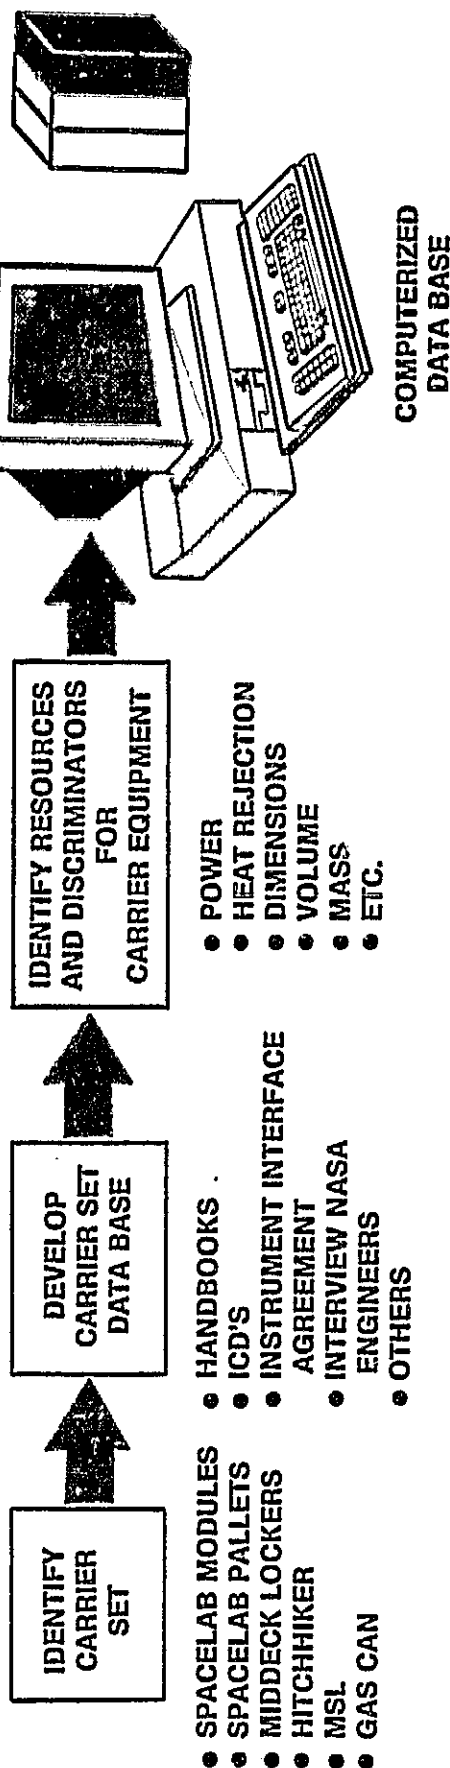 IDENTIFY
CARRIER
SET
● SPACELAB MODULES
● SPACELAB PALLETS
● MIDDECK LOCKERS
● HITCHHIKER
● MSL
● GAS CAN
DEVELOP
CARRIER SET
DATA BASE
● HANDBOOKS
● ICD'S
● INSTRUMENT INTERFACE
AGREEMENT
● INTERVIEW NASA
ENGINEERS
● OTHERS
IDENTIFY RESOURCES
AND DISCRIMINATORS
FOR
CARRIER EQUIPMENT
● POWER
● HEAT REJECTION
● DIMENSIONS
● VOLUME
● MASS
● ETC.
COMPUTERIZED
DATA BASE